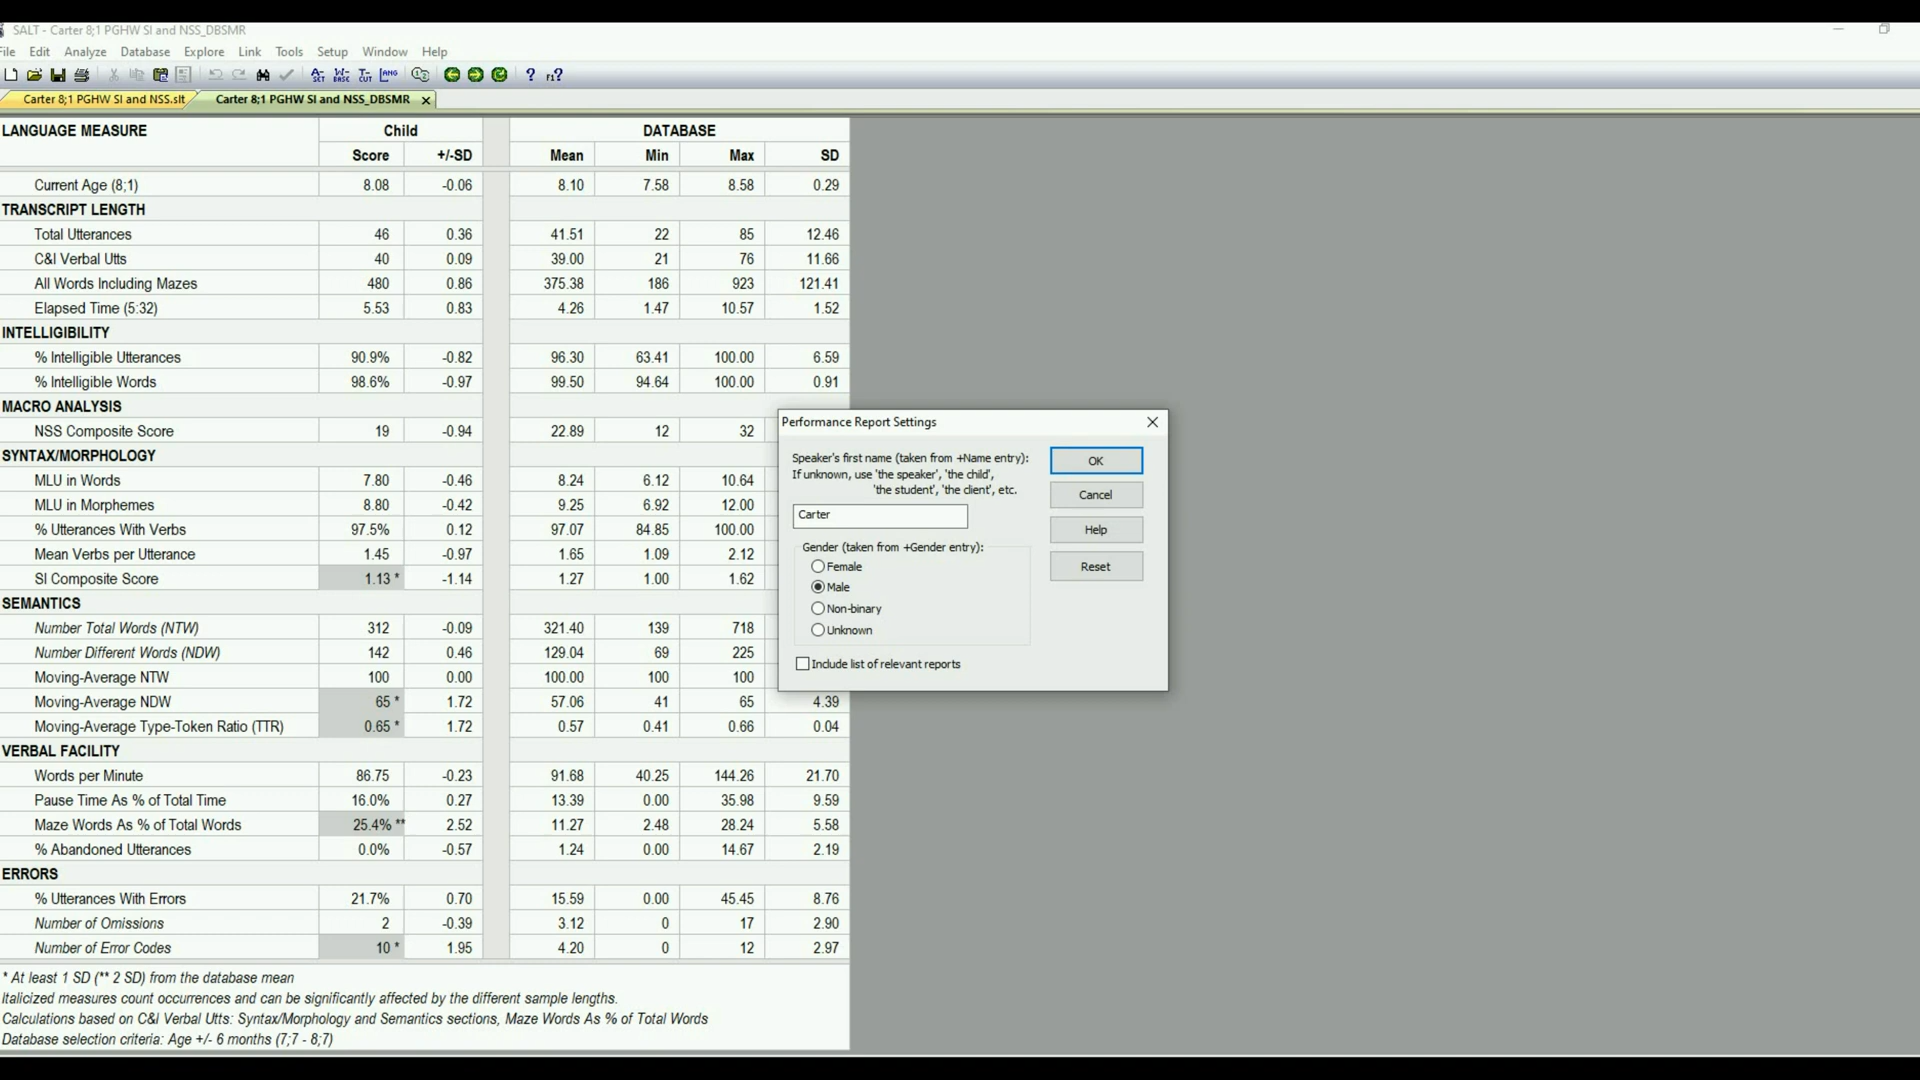 SALT - Carter 8;1 PGHW SI and NSS_DBSMR
File Edit Analyze Database Explore Link Tools Setup Window Help
A-SET W-BASE T-CUT LANG ? F1?
Carter 8;1 PGHW SI and NSS.slt Carter 8;1 PGHW SI and NSS_DBSMR
LANGUAGE MEASURE Child DATABASE
Score +/-SD Mean Min Max SD
Current Age (8;1) 8.08 -0.06 8.10 7.58 8.58 0.29
TRANSCRIPT LENGTH
Total Utterances 46 0.36 41.51 22 85 12.46
C&I Verbal Utts 40 0.09 39.00 21 76 11.66
All Words Including Mazes 480 0.86 375.38 186 923 121.41
Elapsed Time (5:32) 5.53 0.83 4.26 1.47 10.57 1.52
INTELLIGIBILITY
% Intelligible Utterances 90.9% -0.82 96.30 63.41 100.00 6.59
% Intelligible Words 98.6% -0.97 99.50 94.64 100.00 0.91
MACRO ANALYSIS
NSS Composite Score 19 -0.94 22.89 12 32
SYNTAX/MORPHOLOGY
MLU in Words 7.80 -0.46 8.24 6.12 10.64
MLU in Morphemes 8.80 -0.42 9.25 6.92 12.00
% Utterances With Verbs 97.5% 0.12 97.07 84.85 100.00
Mean Verbs per Utterance 1.45 -0.97 1.65 1.09 2.12
SI Composite Score 1.13 * -1.14 1.27 1.00 1.62
SEMANTICS
Number Total Words (NTW) 312 -0.09 321.40 139 718
Number Different Words (NDW) 142 0.46 129.04 69 225
Moving-Average NTW 100 0.00 100.00 100 100
Moving-Average NDW 65 * 1.72 57.06 41 65 4.39
Moving-Average Type-Token Ratio (TTR) 0.65 * 1.72 0.57 0.41 0.66 0.04
VERBAL FACILITY
Words per Minute 86.75 -0.23 91.68 40.25 144.26 21.70
Pause Time As % of Total Time 16.0% 0.27 13.39 0.00 35.98 9.59
Maze Words As % of Total Words 25.4% ** 2.52 11.27 2.48 28.24 5.58
% Abandoned Utterances 0.0% -0.57 1.24 0.00 14.67 2.19
ERRORS
% Utterances With Errors 21.7% 0.70 15.59 0.00 45.45 8.76
Number of Omissions 2 -0.39 3.12 0 17 2.90
Number of Error Codes 10 * 1.95 4.20 0 12 2.97
* At least 1 SD (** 2 SD) from the database mean
Italicized measures count occurrences and can be significantly affected by the different sample lengths.
Calculations based on C&I Verbal Utts: Syntax/Morphology and Semantics sections, Maze Words As % of Total Words
Database selection criteria: Age +/- 6 months (7;7 - 8;7)
Performance Report Settings
Speaker's first name (taken from +Name entry):
If unknown, use 'the speaker', 'the child',
'the student', 'the client', etc.
Carter
Gender (taken from +Gender entry):
Female
Male
Non-binary
Unknown
Include list of relevant reports
OK
Cancel
Help
Reset